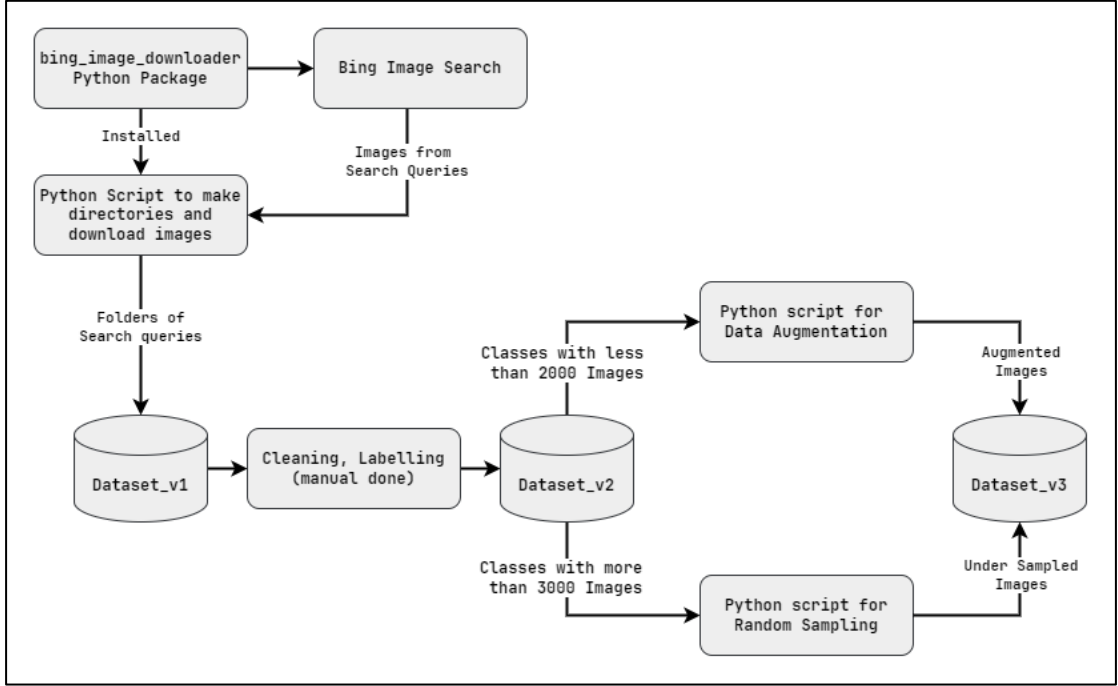 bing_image_downloader
Python Package
Bing Image Search
Installed
Images from
Search Queries
Python Script to make
directories and
download images
Folders of
Search queries
Python script for
Data Augmentation
Classes with less
than 2000 Images
Augmented
Images
Dataset_v1
Cleaning, Labelling
(manual done)
Dataset_v2
Dataset_v3
Classes with more
than 3000 Images
Under Sampled
Images
Python script for
Random Sampling